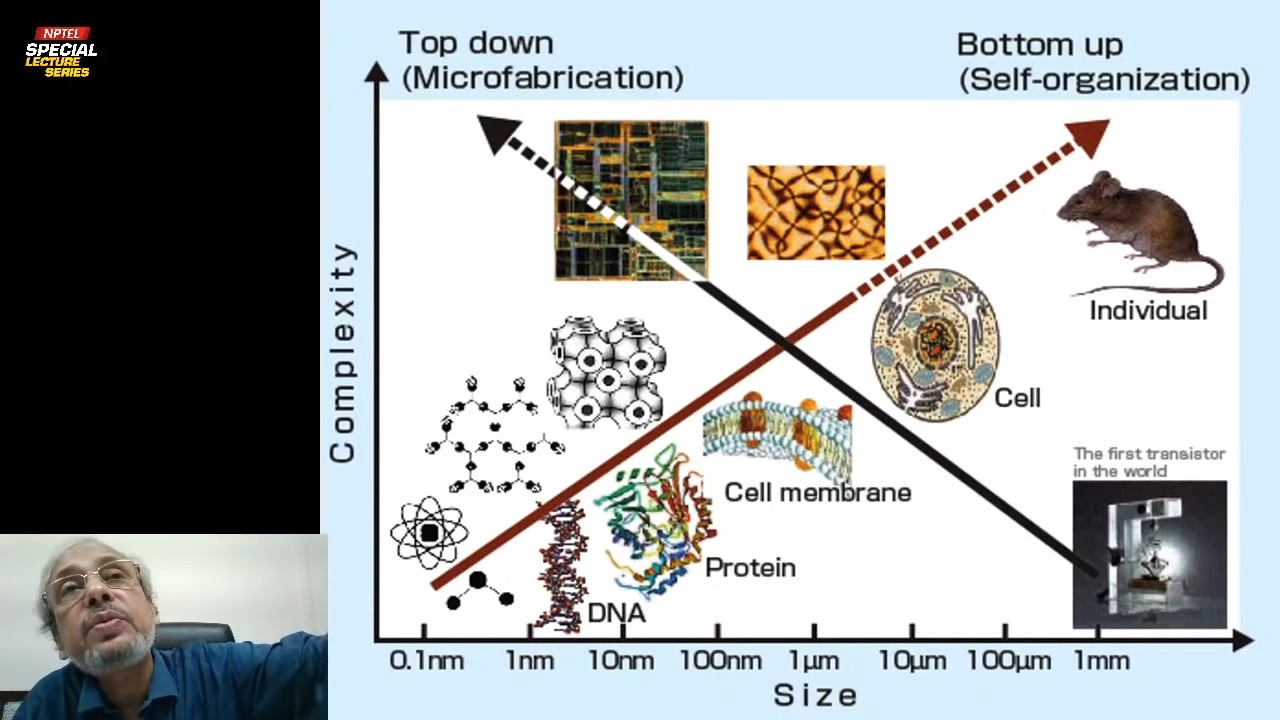 NPTEL
SPECIAL
LECTURE
SERIES
Top down
(Microfabrication)
Bottom up
(Self-organization)
Complexity
Individual
Cell
The first transistor
in the world
Cell membrane
Protein
DNA
0.1nm 1nm 10nm 100nm 1μm 10μm 100μm 1mm
Size